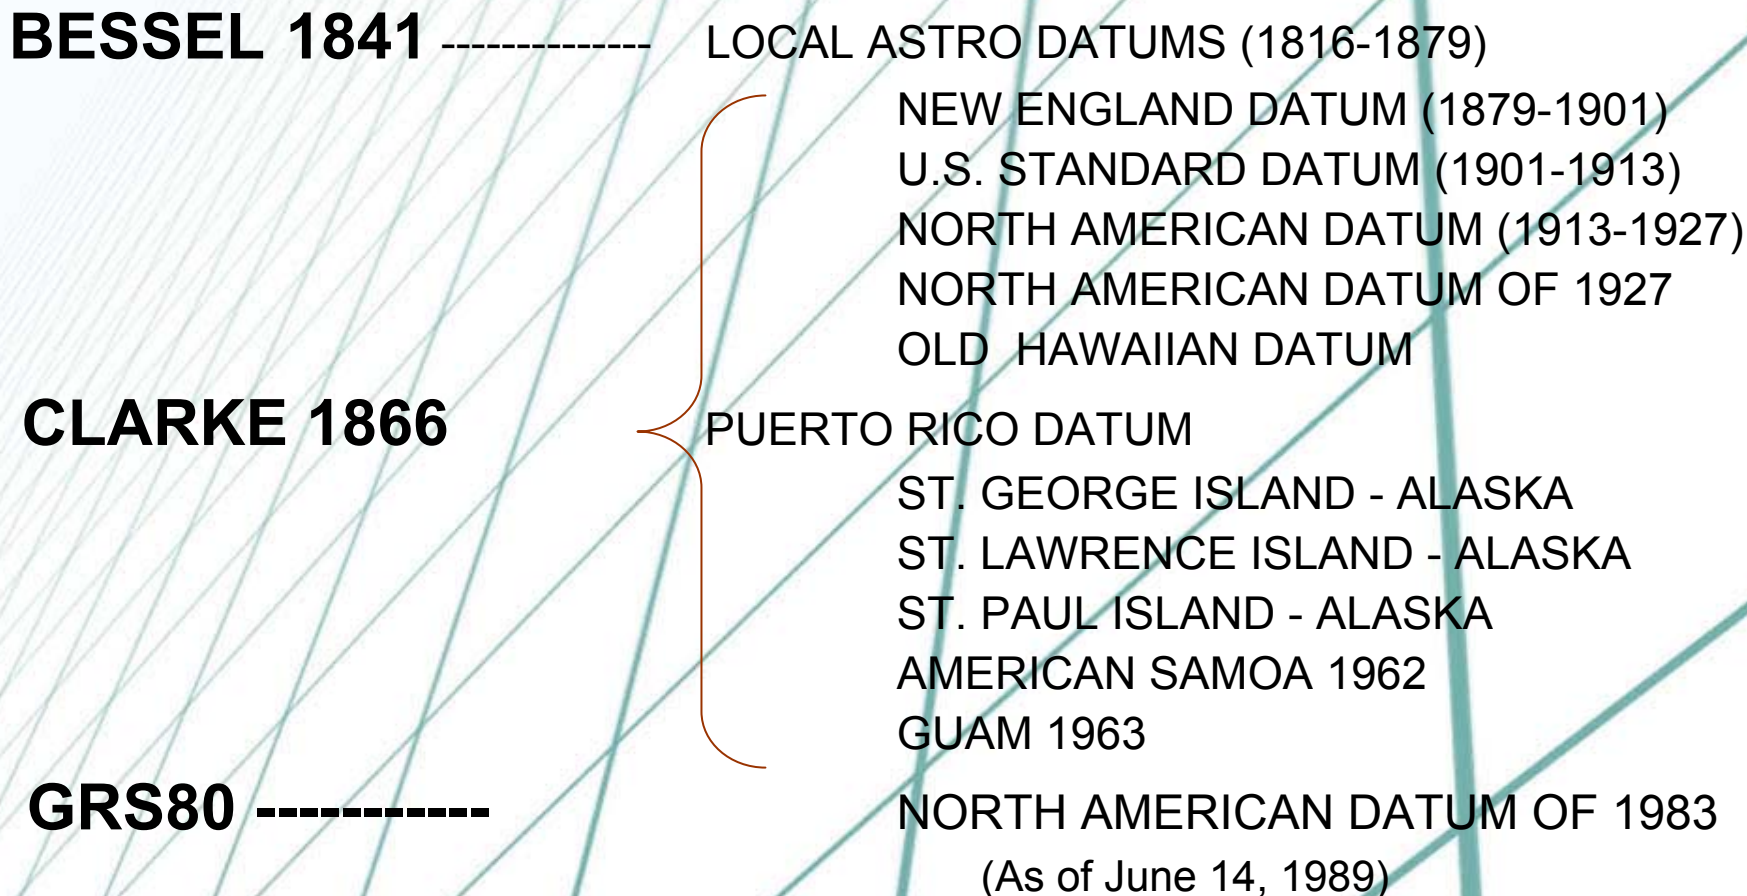 BESSEL 1841 -------------- LOCAL ASTRO DATUMS (1816-1879)
NEW ENGLAND DATUM (1879-1901)
U.S. STANDARD DATUM (1901-1913)
NORTH AMERICAN DATUM (1913-1927)
NORTH AMERICAN DATUM OF 1927
OLD  HAWAIIAN DATUM
CLARKE 1866 PUERTO RICO DATUM
ST. GEORGE ISLAND - ALASKA
ST. LAWRENCE ISLAND - ALASKA
ST. PAUL ISLAND - ALASKA
AMERICAN SAMOA 1962
GUAM 1963
GRS80 ----------- NORTH AMERICAN DATUM OF 1983
(As of June 14, 1989)